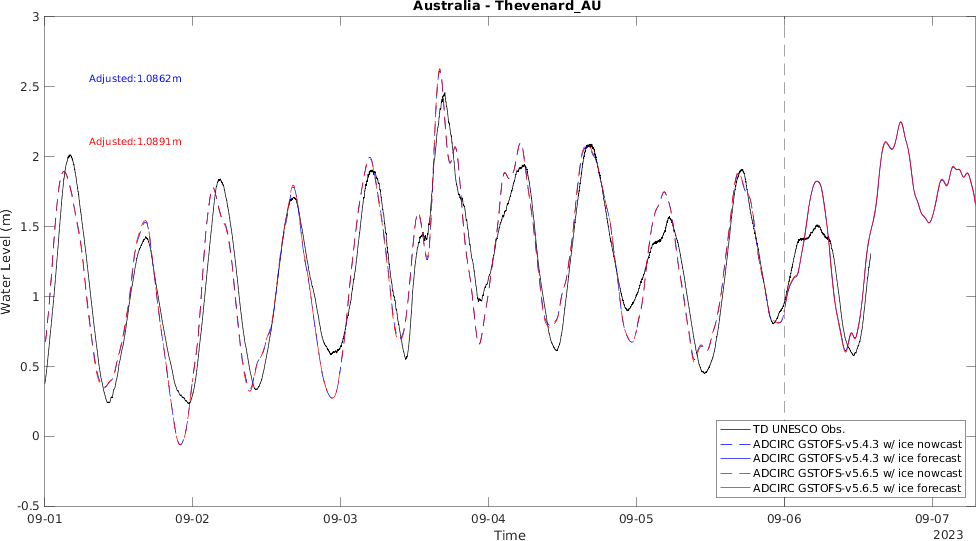 Australia - Thevenard_AU
3
2.5
2
1.5
1
0.5
0
-0.5
Water Level (m)
Adjusted:1.0862m
Adjusted:1.0891m
TD UNESCO Obs.
ADCIRC GSTOFS-v5.4.3 w/ ice nowcast
ADCIRC GSTOFS-v5.4.3 w/ ice forecast
ADCIRC GSTOFS-v5.6.5 w/ ice nowcast
ADCIRC GSTOFS-v5.6.5 w/ ice forecast
09-01 09-02 09-03 09-04 09-05 09-06 09-07
Time
2023